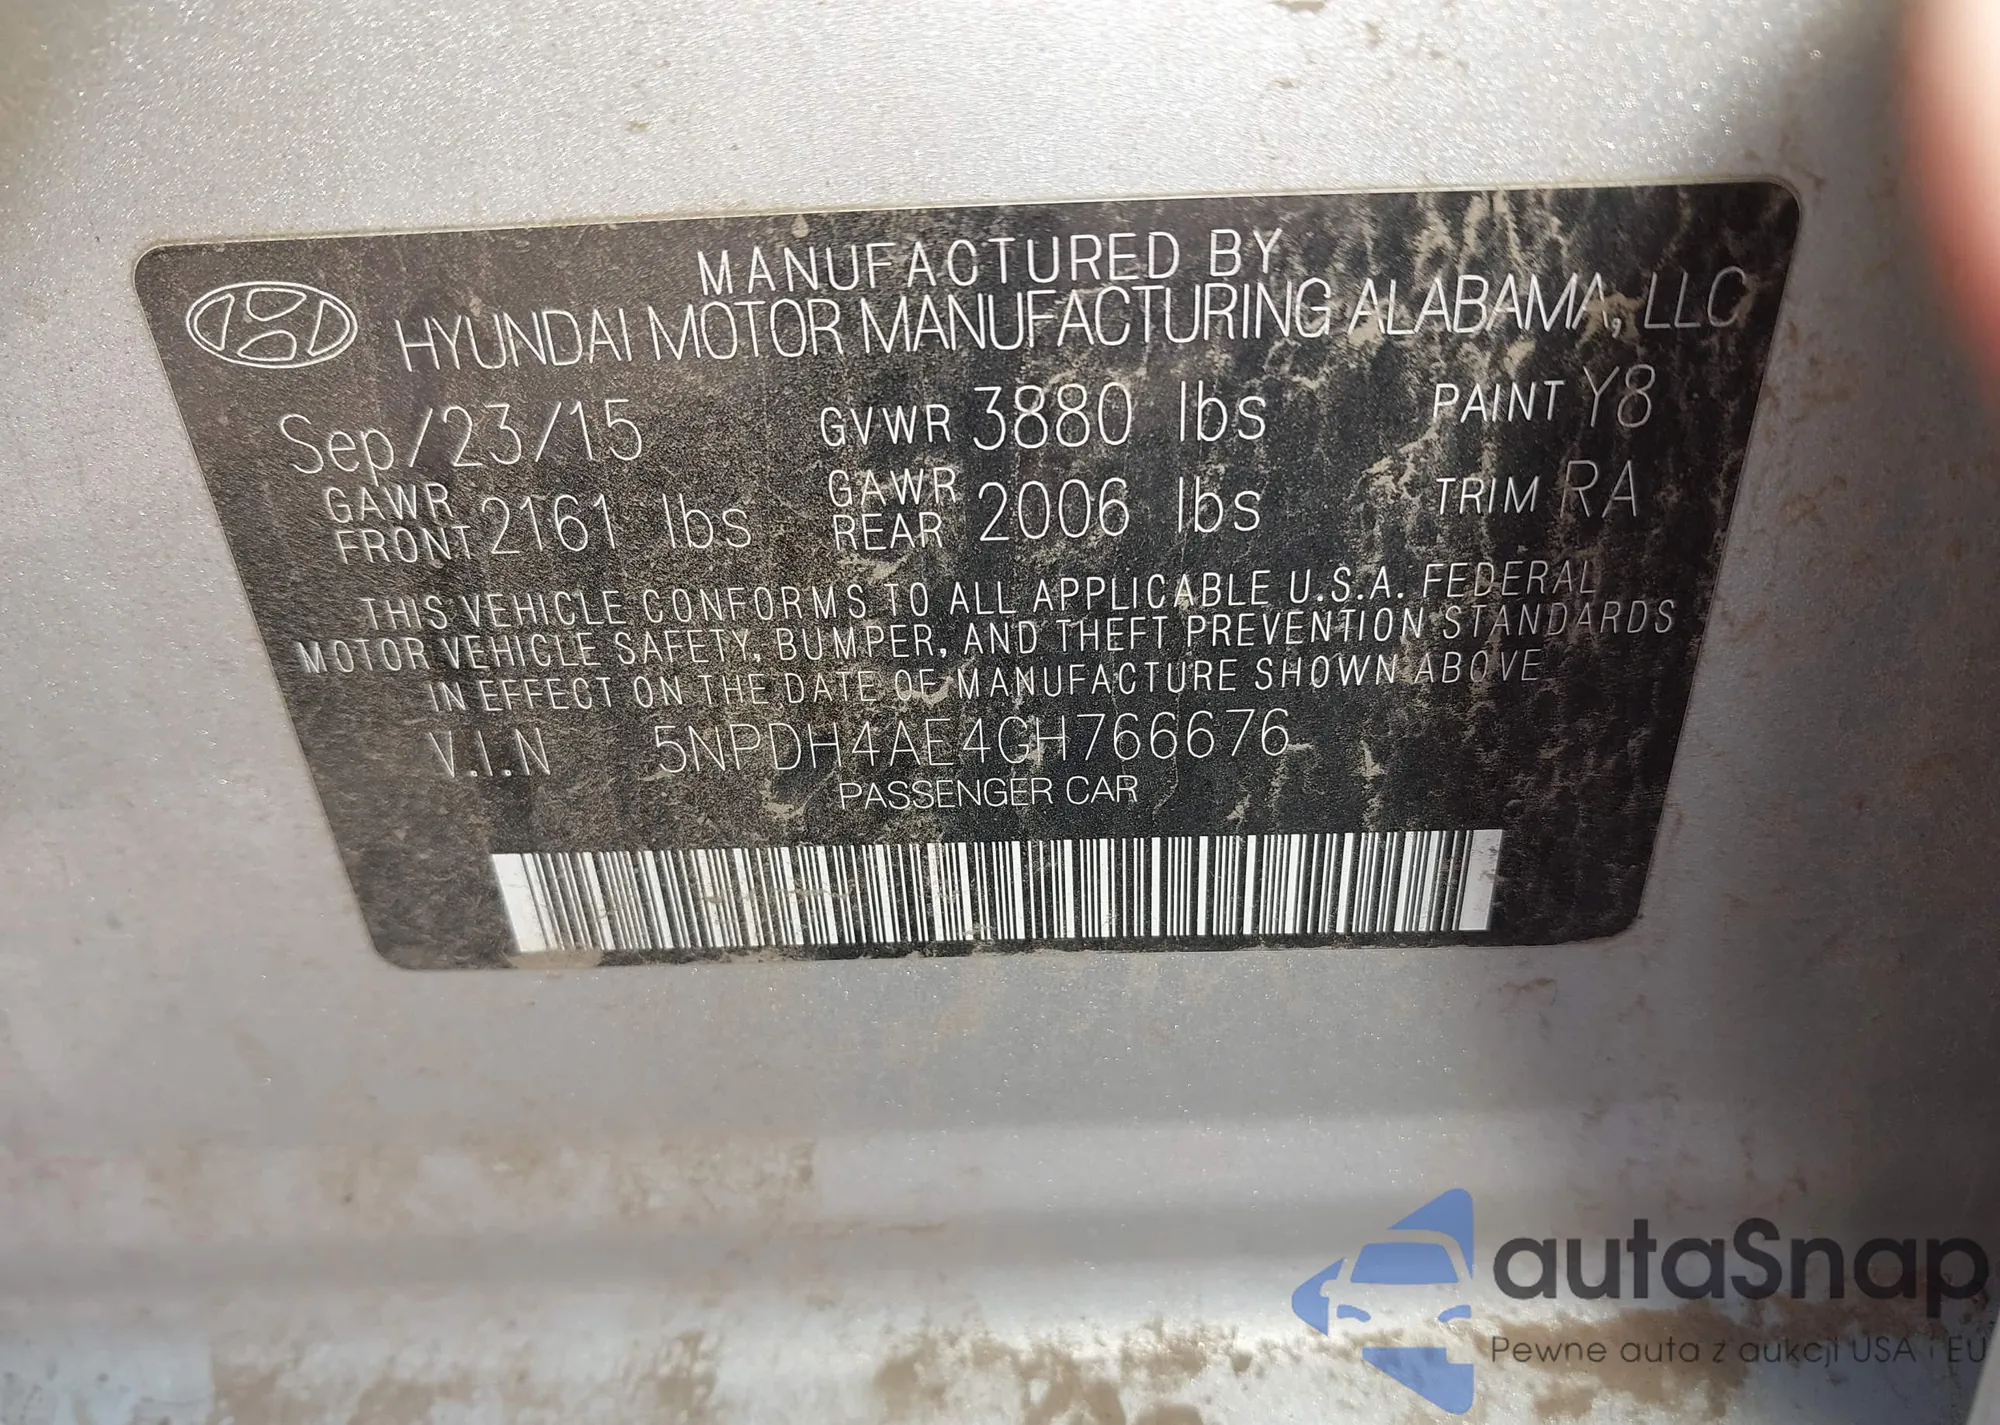 MANUFACTURED BY
HYUNDAI MOTOR MANUFACTURING ALABAMA, LLC
Sep/23/15 GVWR 3880 lbs PAINT Y8
GAWR FRONT 2161 lbs GAWR REAR 2006 lbs TRIM RA
THIS VEHICLE CONFORMS TO ALL APPLICABLE U.S.A. FEDERAL
MOTOR VEHICLE SAFETY, BUMPER, AND THEFT PREVENTION STANDARDS
IN EFFECT ON THE DATE OF MANUFACTURE SHOWN ABOVE
V.I.N 5NPDH4AE4GH766676
PASSENGER CAR
autaSnap
Pewne auta z aukcji USA i EU